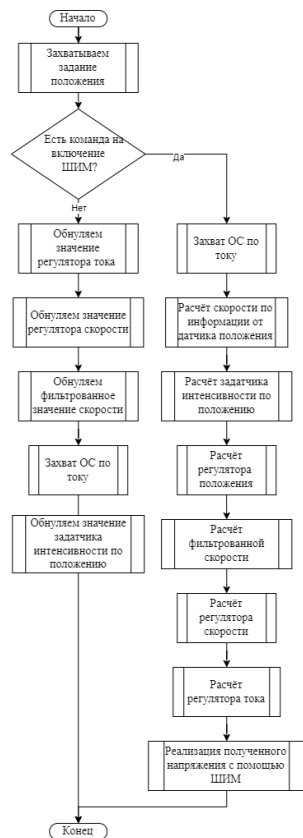 Начало
Захватываем
задание
положения
Есть команда на
включение
ШИМ?
Да
Нет
Обнуляем
значение
регулятора тока
Обнуляем значение
регулятора скорости
Обнуляем
фильтрованное
значение скорости
Захват ОС по
току
Обнуляем значение
задатчика
интенсивности по
положению
Захват ОС по
току
Расчёт скорости по
информации от
датчика положения
Расчёт задатчика
интенсивности по
положению
Расчёт
регулятора
положения
Расчёт
фильтрованной
скорости
Расчёт
регулятора
скорости
Расчёт
регулятора тока
Реализация полученного
напряжения с помощью
ШИМ
Конец